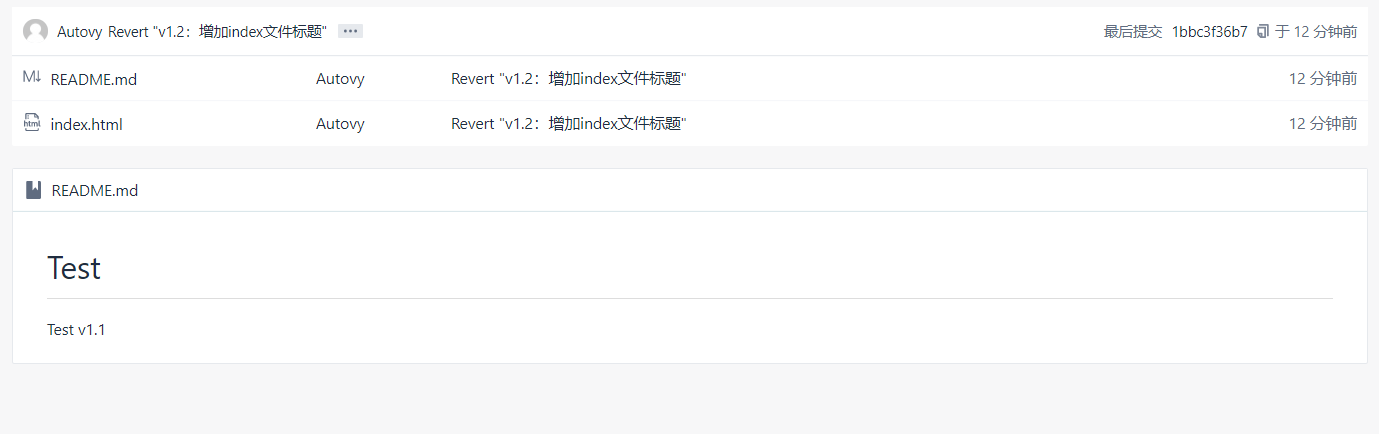 Autovy Revert "v1.2：增加index文件标题" ··· 最后提交 1bbc3f36b7 于 12 分钟前
M↓ README.md Autovy Revert "v1.2：增加index文件标题" 12 分钟前
html index.html Autovy Revert "v1.2：增加index文件标题" 12 分钟前
README.md
Test
Test v1.1